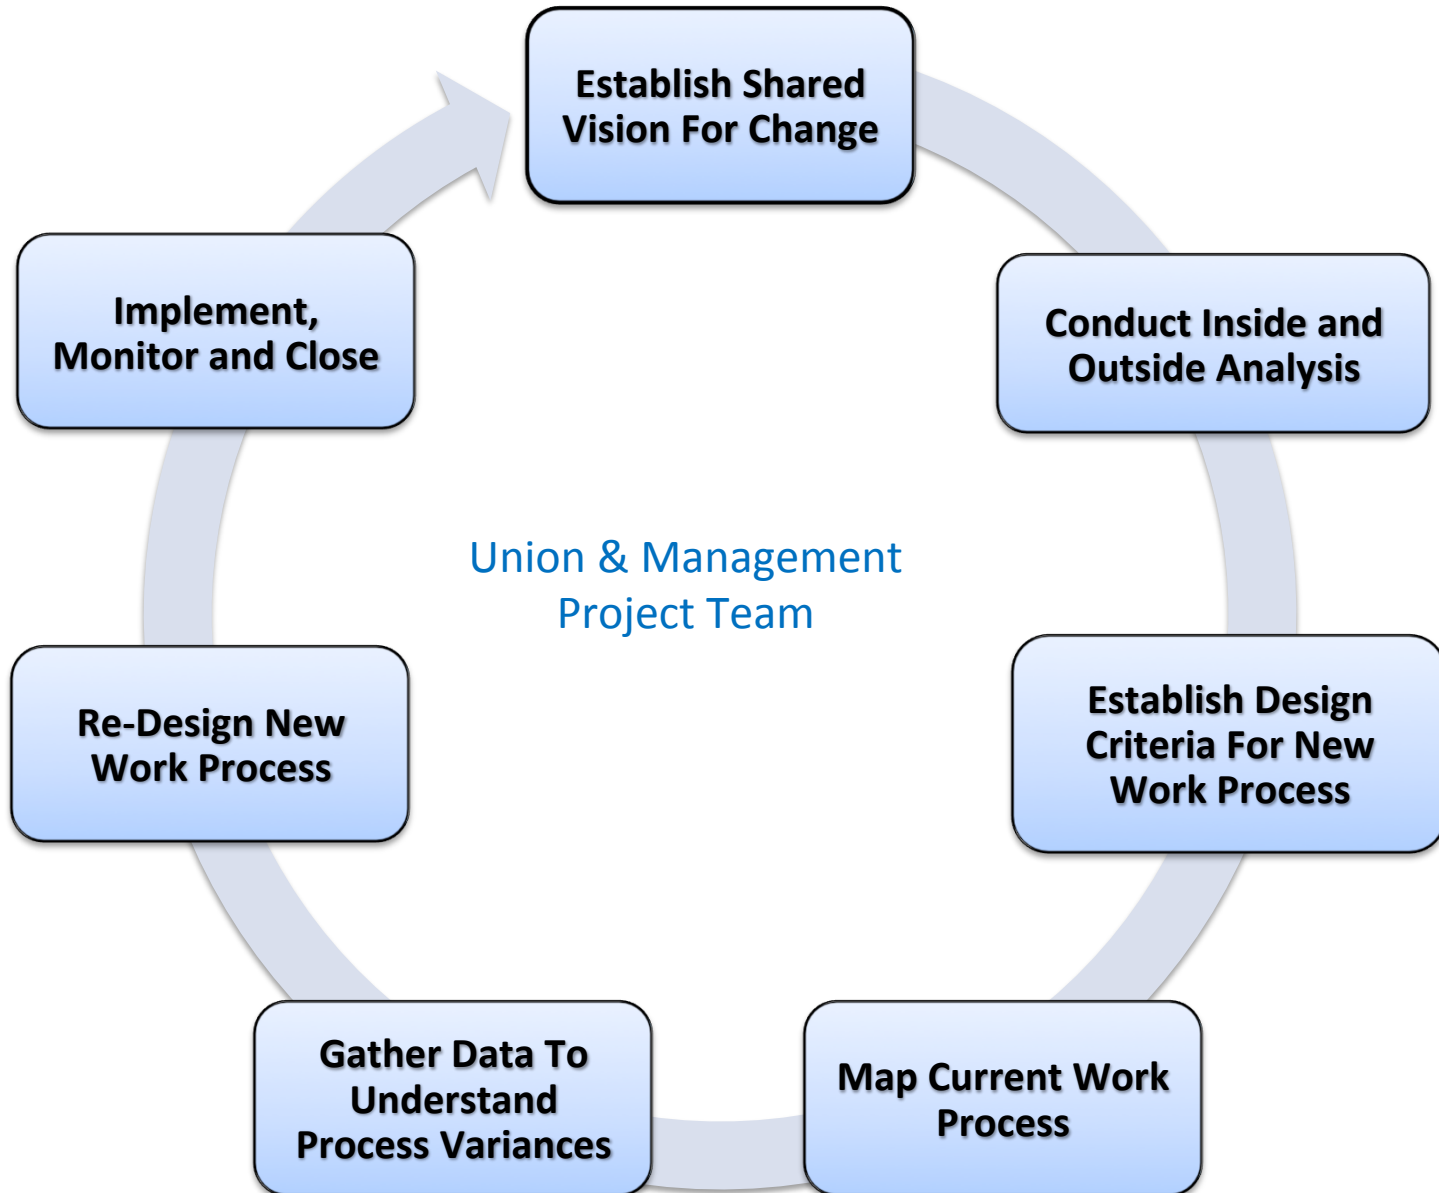 Establish Shared
Vision For Change
Conduct Inside and
Outside Analysis
Establish Design
Criteria For New
Work Process
Map Current Work
Process
Gather Data To
Understand
Process Variances
Re-Design New
Work Process
Implement,
Monitor and Close
Union & Management
Project Team